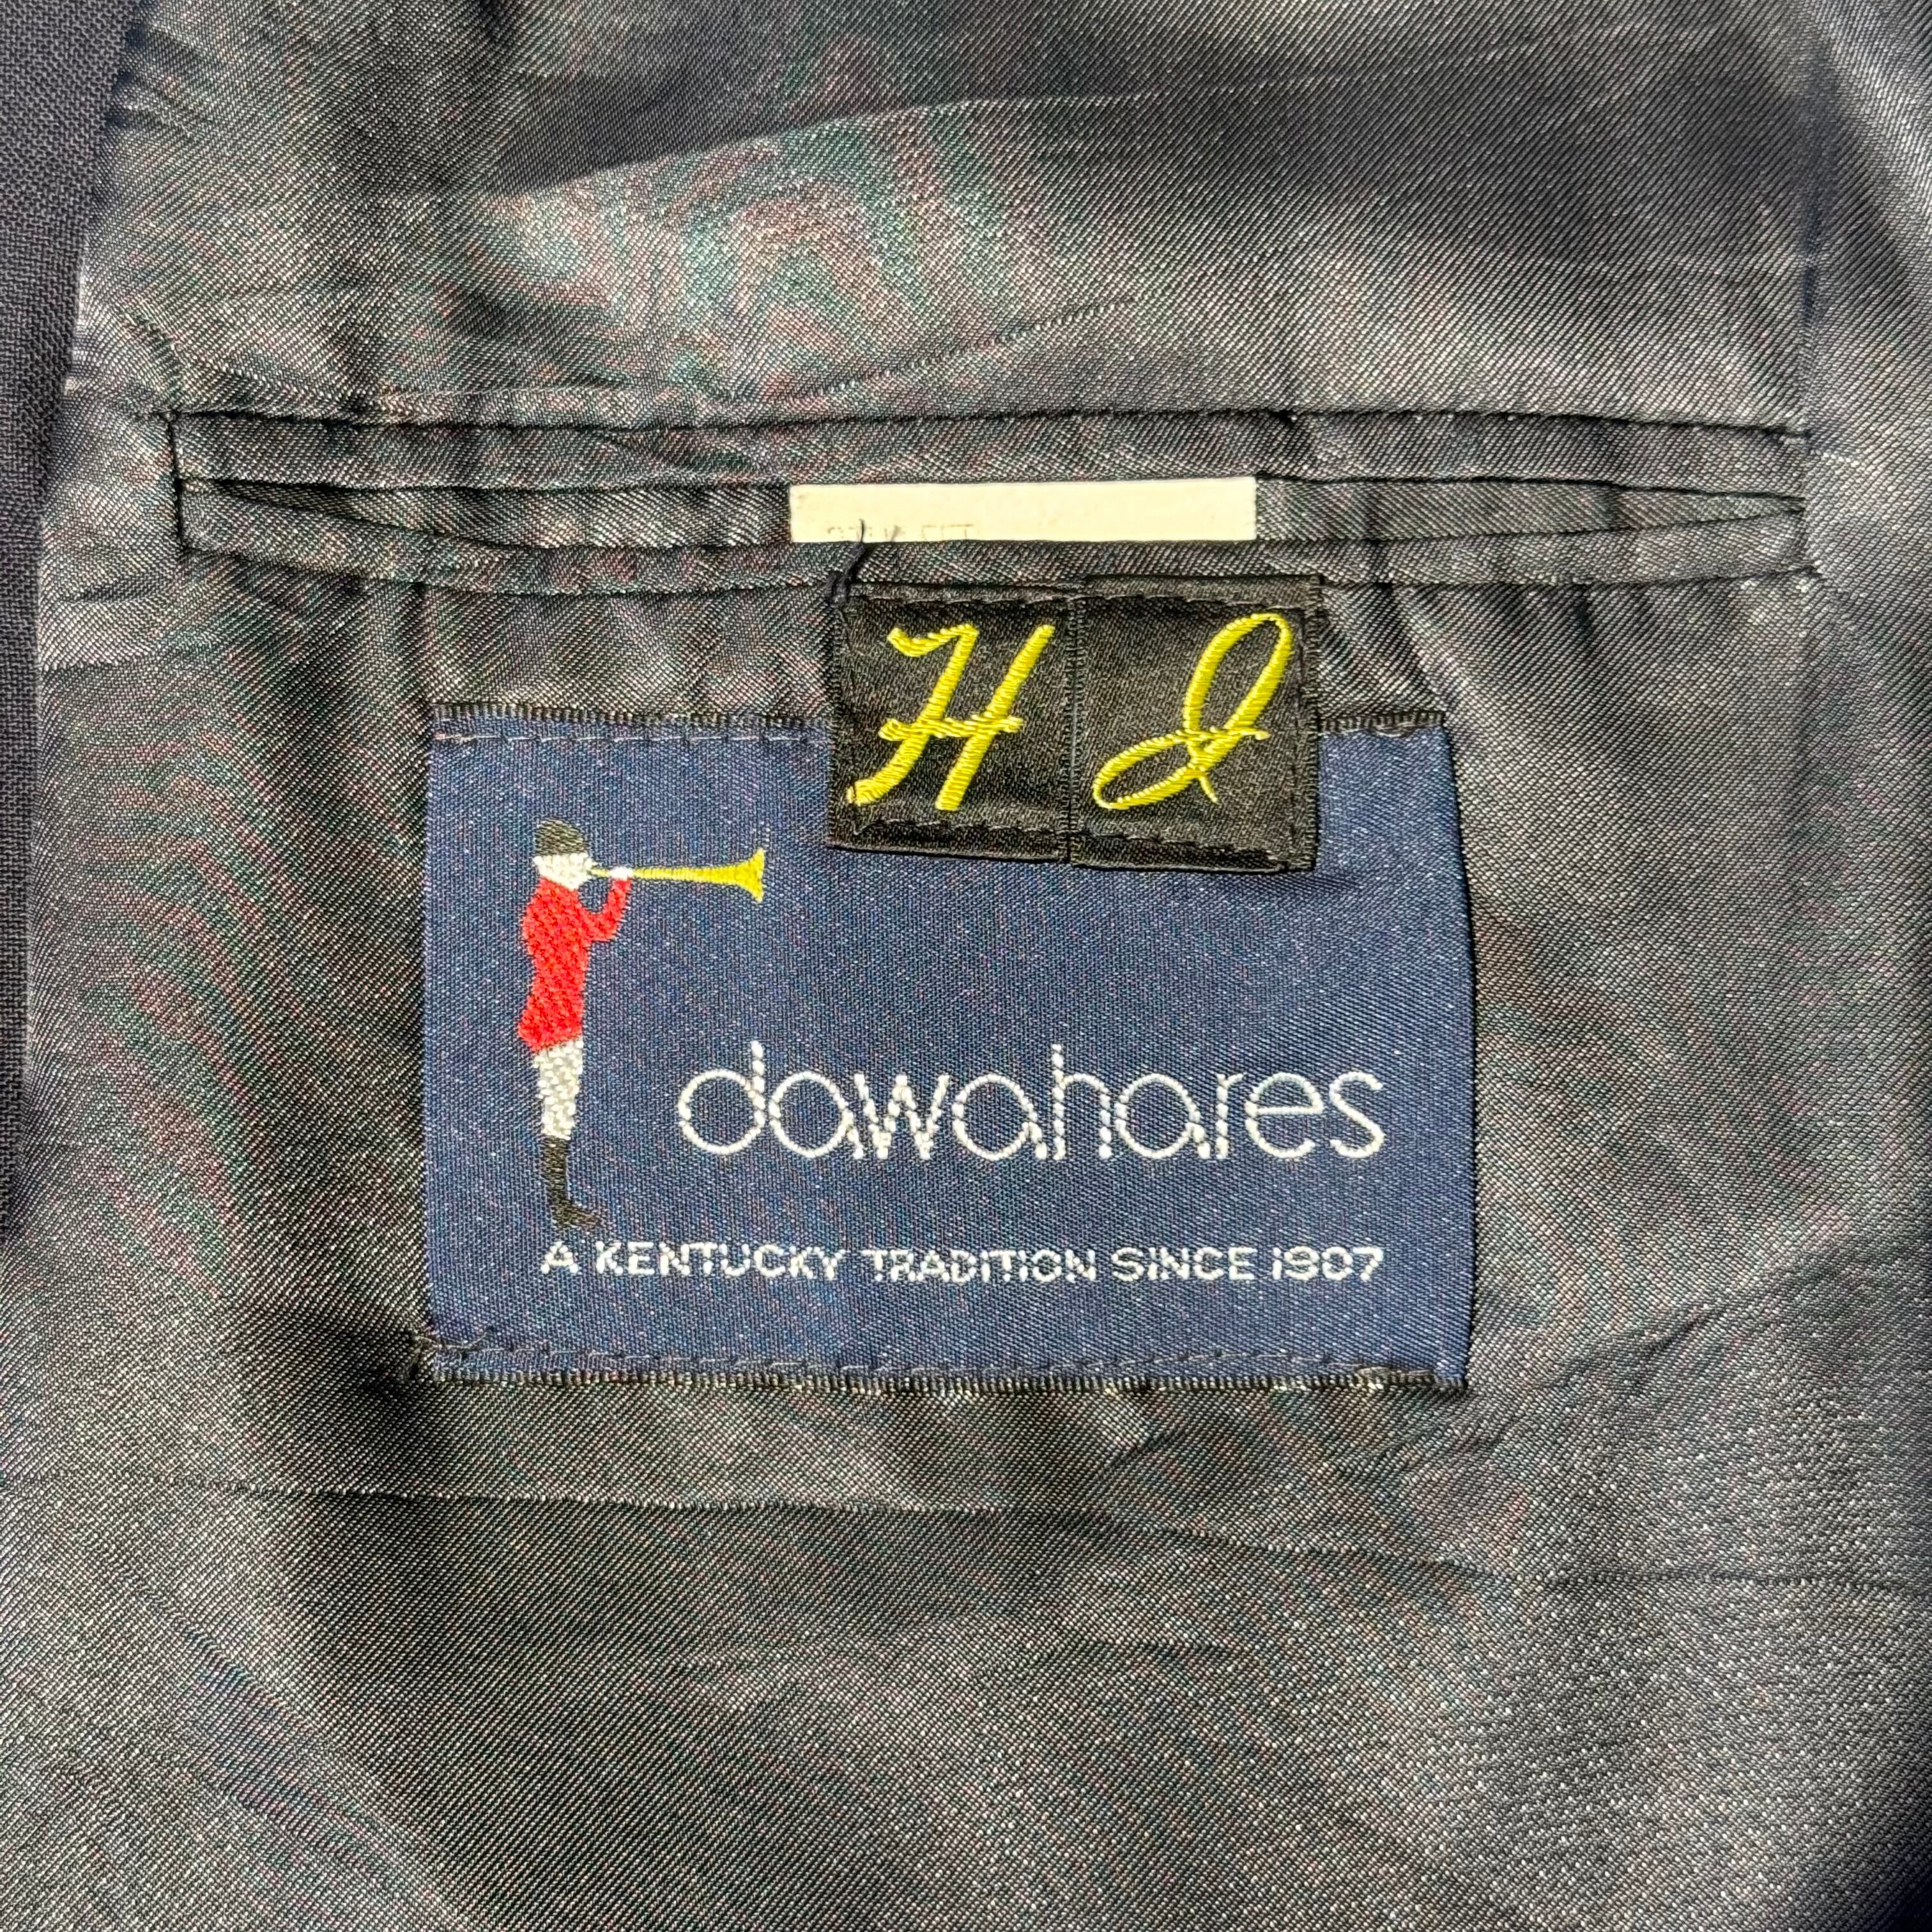 H J
dawahares
A KENTUCKY TRADITION SINCE 1907